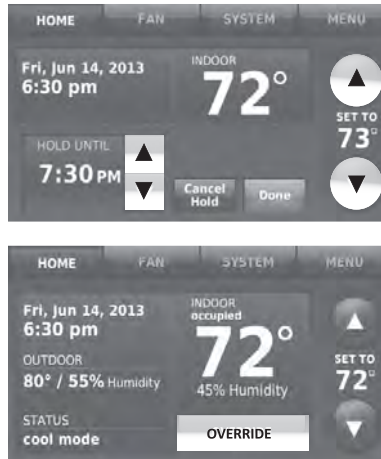 HOME FAN SYSTEM MENU
Fri, Jun 14, 2013
6:30 pm
INDOOR
72°
SET TO
73°
HOLD UNTIL
7:30 PM
Cancel
Hold
Done
HOME FAN SYSTEM MENU
Fri, Jun 14, 2013
6:30 pm
OUTDOOR
80° / 55% Humidity
STATUS
cool mode
INDOOR
occupied
72°
45% Humidity
OVERRIDE
SET TO
72°